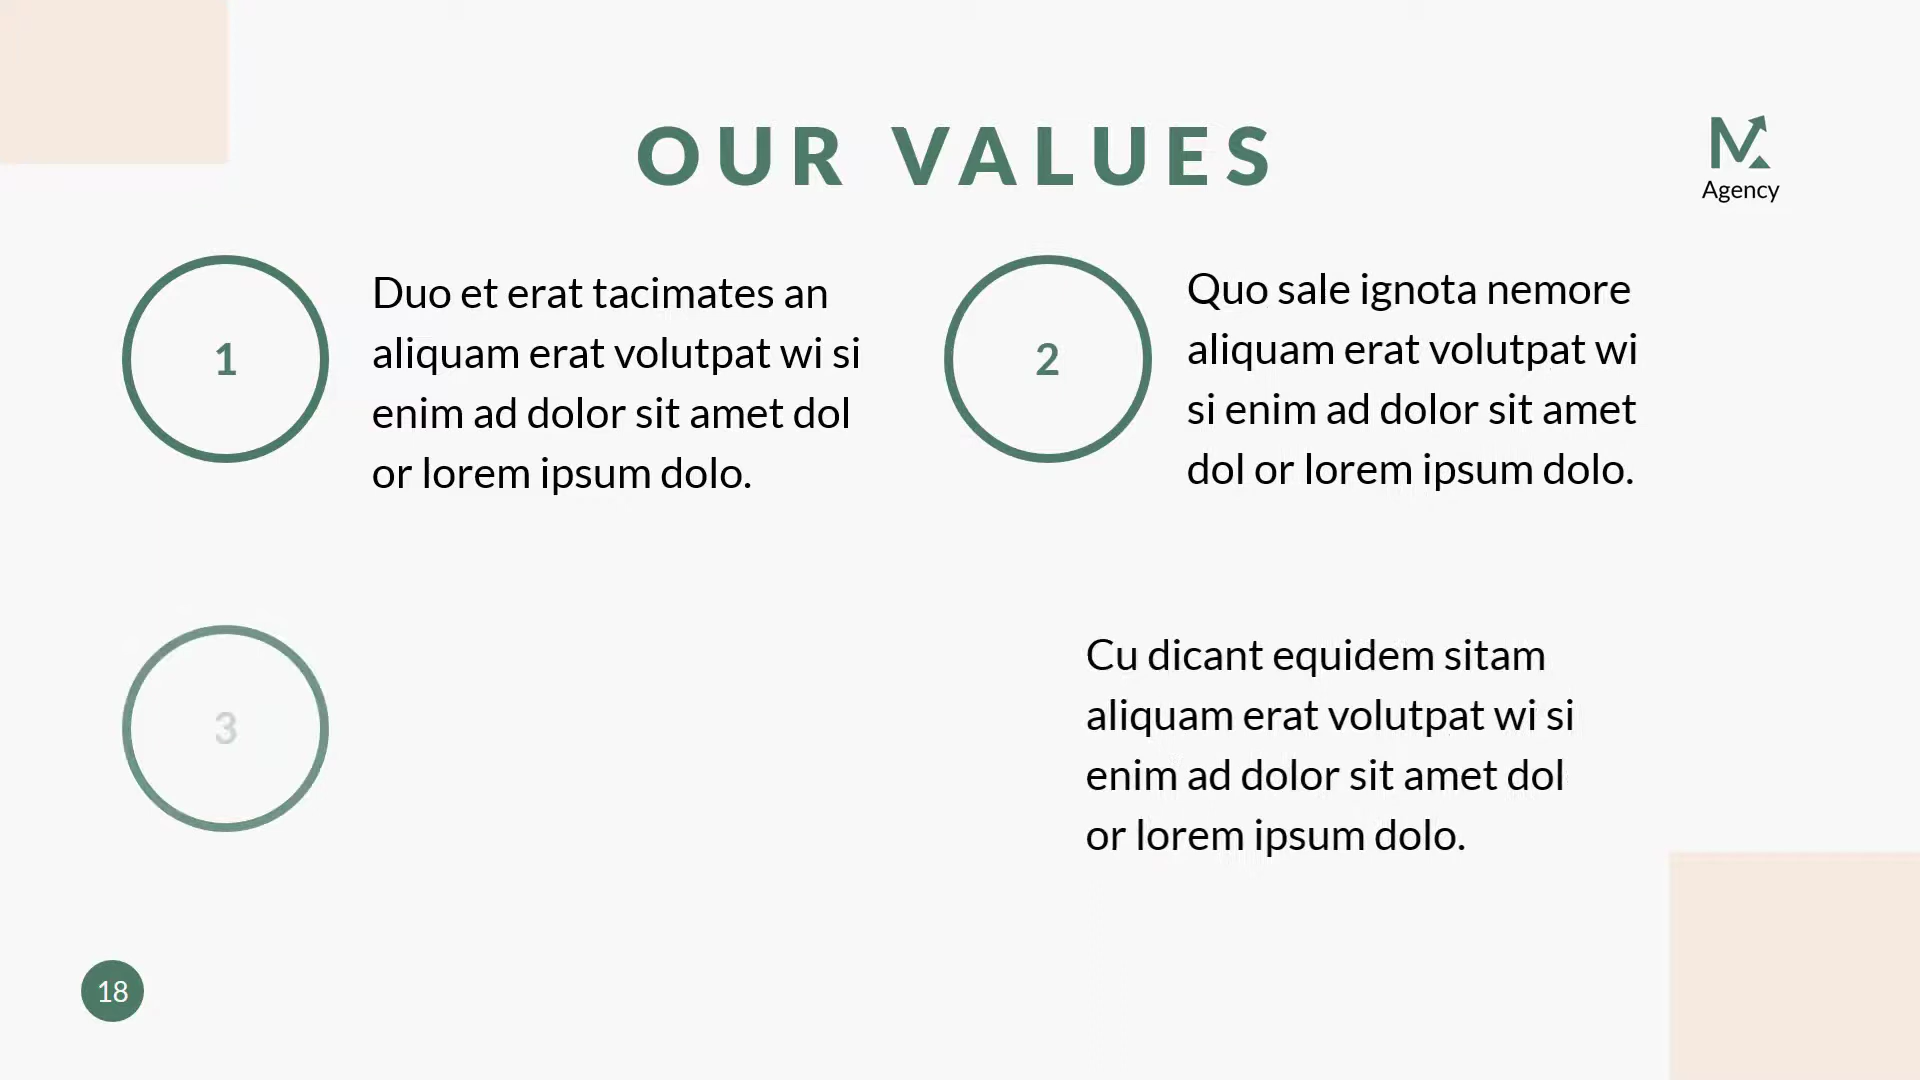 OUR VALUES
Agency
1
Duo et erat tacimates an
aliquam erat volutpat wi si
enim ad dolor sit amet dol
or lorem ipsum dolo.
2
Quo sale ignota nemore
aliquam erat volutpat wi
si enim ad dolor sit amet
dol or lorem ipsum dolo.
3
Cu dicant equidem sitam
aliquam erat volutpat wi si
enim ad dolor sit amet dol
or lorem ipsum dolo.
18